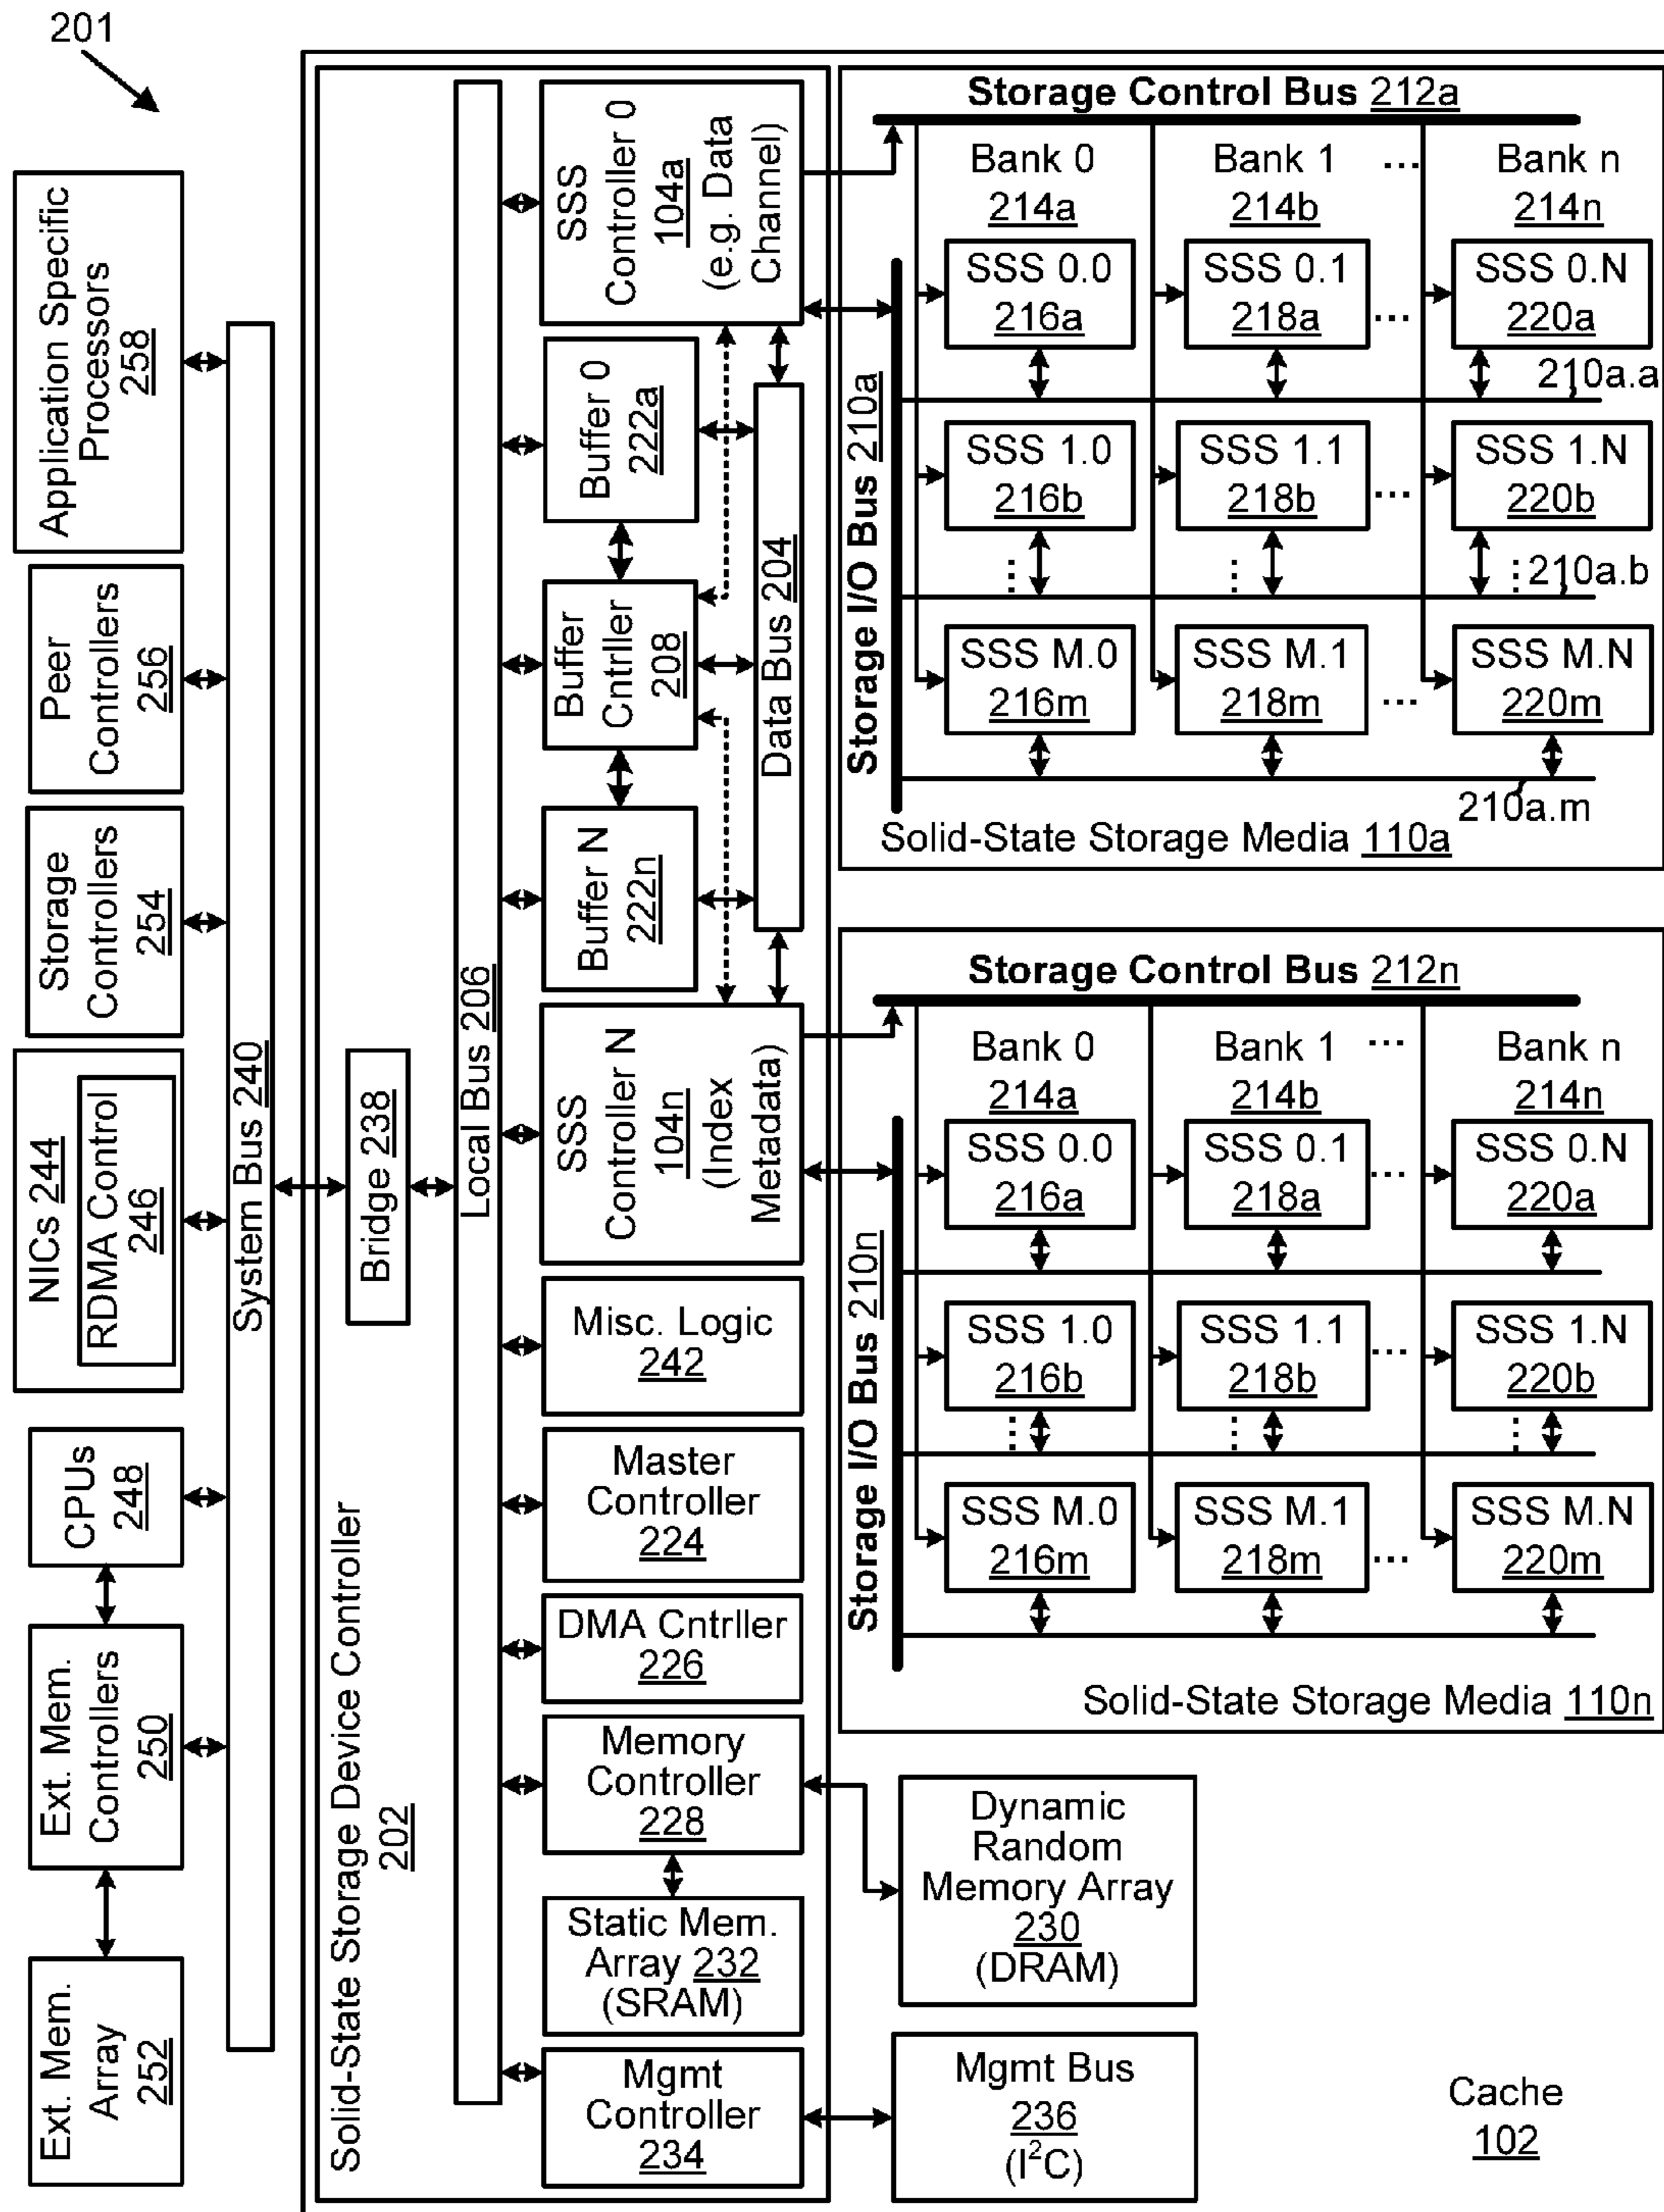 201
Application Specific
Processors
258
Peer
Controllers
256
Storage
Controllers
254
NICs 244
RDMA Control
246
CPUs
248
Ext. Mem.
Controllers
250
Ext. Mem.
Array
252
System Bus 240
Solid-State Storage Device Controller
202
Bridge 238
Local Bus 206
SSS
Controller 0
104a
(e.g. Data
Channel)
Buffer 0
222a
Buffer
Cntrller
208
Buffer N
222n
Data Bus 204
SSS
Controller N
104n
(Index
Metadata)
Misc. Logic
242
Master
Controller
224
DMA Cntrller
226
Memory
Controller
228
Static Mem.
Array 232
(SRAM)
Mgmt
Controller
234
Storage Control Bus 212a
Storage I/O Bus 210a
Bank 0
214a
Bank 1
214b
...
Bank n
214n
SSS 0.0
216a
SSS 0.1
218a
...
SSS 0.N
220a
210a.a
SSS 1.0
216b
SSS 1.1
218b
...
SSS 1.N
220b
...
...
...
210a.b
SSS M.0
216m
SSS M.1
218m
...
SSS M.N
220m
210a.m
Solid-State Storage Media 110a
Storage Control Bus 212n
Storage I/O Bus 210n
Bank 0
214a
Bank 1
214b
...
Bank n
214n
SSS 0.0
216a
SSS 0.1
218a
...
SSS 0.N
220a
SSS 1.0
216b
SSS 1.1
218b
...
SSS 1.N
220b
...
...
...
SSS M.0
216m
SSS M.1
218m
...
SSS M.N
220m
Solid-State Storage Media 110n
Dynamic
Random
Memory Array
230
(DRAM)
Mgmt Bus
236
(I²C)
Cache
102